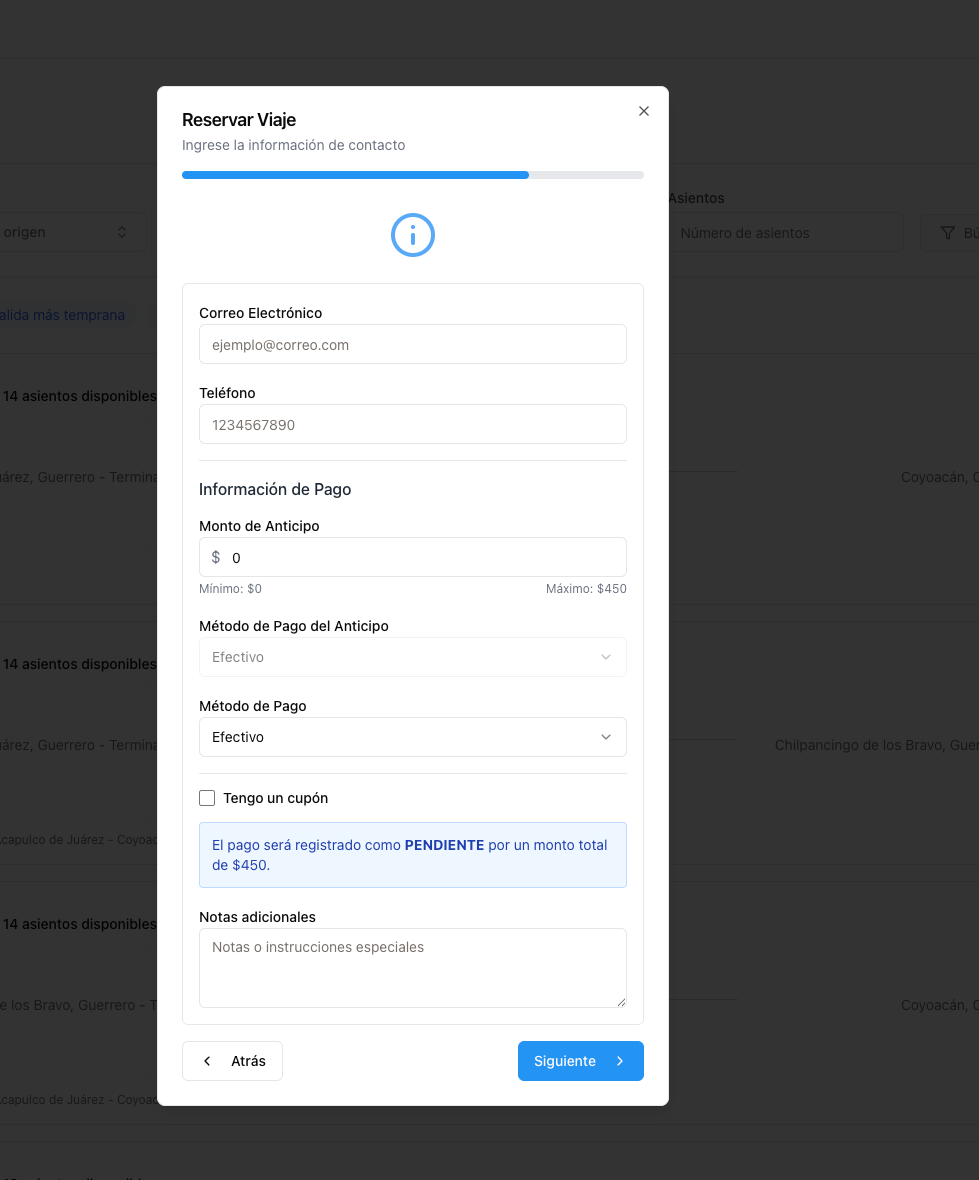 Reservar Viaje
Ingrese la información de contacto
Asientos
origen
Número de asientos
alida más temprana
Correo Electrónico
ejemplo@correo.com
14 asientos disponibles
Teléfono
1234567890
uárez, Guerrero - Termina
Coyoacán, C
Información de Pago
Monto de Anticipo
$ 0
Mínimo: $0
Máximo: $450
Método de Pago del Anticipo
Efectivo
14 asientos disponibles
Método de Pago
Efectivo
uárez, Guerrero - Termina
Chilpancingo de los Bravo, Guer
Tengo un cupón
El pago será registrado como PENDIENTE por un monto total
de $450.
Acapulco de Juárez - Coyoac
Notas adicionales
14 asientos disponibles
Notas o instrucciones especiales
e los Bravo, Guerrero - T
Coyoacán, C
Atrás
Siguiente
Acapulco de Juárez - Coyoac